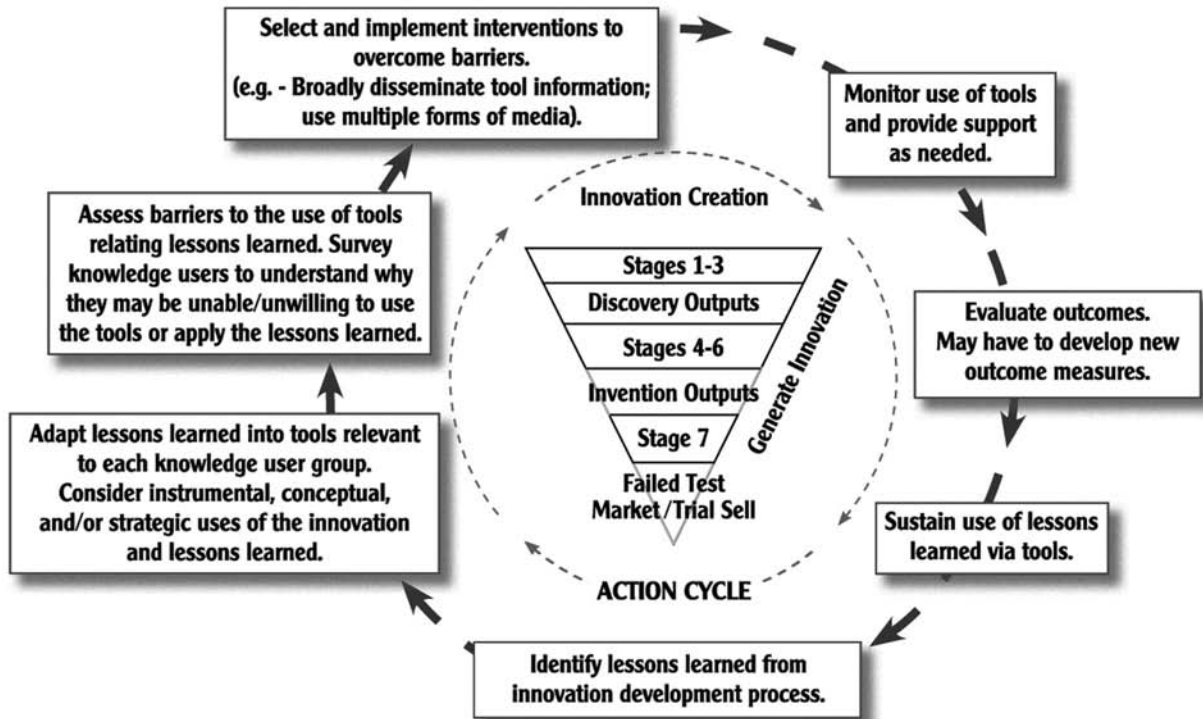 Select and implement interventions to
overcome barriers.
(e.g. - Broadly disseminate tool information;
use multiple forms of media).
Monitor use of tools
and provide support
as needed.
Evaluate outcomes.
May have to develop new
outcome measures.
Sustain use of lessons
learned via tools.
Identify lessons learned from
innovation development process.
Adapt lessons learned into tools relevant
to each knowledge user group.
Consider instrumental, conceptual,
and/or strategic uses of the innovation
and lessons learned.
Assess barriers to the use of tools
relating lessons learned. Survey
knowledge users to understand why
they may be unable/unwilling to use
the tools or apply the lessons learned.
Innovation Creation
Stages 1-3
Discovery Outputs
Stages 4-6
Invention Outputs
Stage 7
Failed Test
Market /Trial Sell
Generate Innovation
ACTION CYCLE